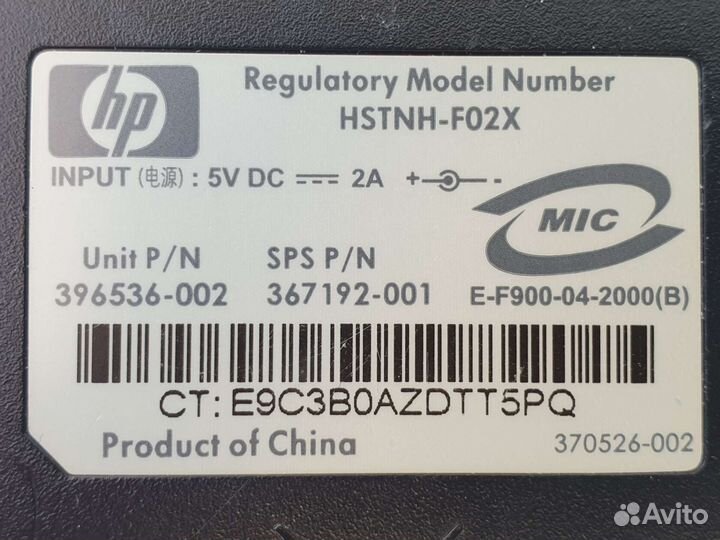 hp
Regulatory Model Number
HSTNH-F02X
INPUT (电源) : 5V DC ⎓ 2A + -
MIC
Unit P/N SPS P/N
396536-002 367192-001 E-F900-04-2000(B)
CT: E9C3B0AZDTT5PQ
Product of China 370526-002
Avito